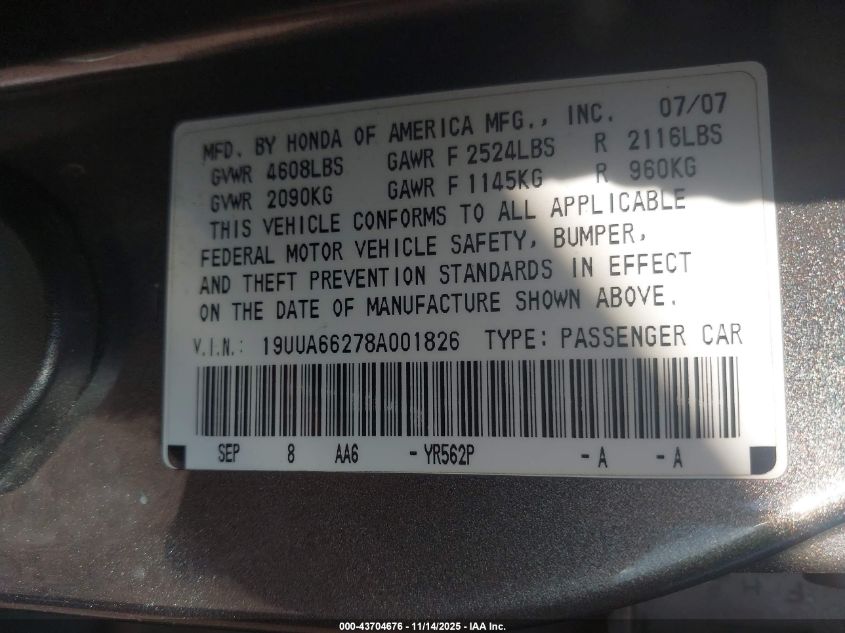 MFD. BY HONDA OF AMERICA MFG., INC. 07/07
GVWR 4608LBS GAWR F 2524LBS R 2116LBS
GVWR 2090KG GAWR F 1145KG R 960KG
THIS VEHICLE CONFORMS TO ALL APPLICABLE
FEDERAL MOTOR VEHICLE SAFETY, BUMPER,
AND THEFT PREVENTION STANDARDS IN EFFECT
ON THE DATE OF MANUFACTURE SHOWN ABOVE.
V.I.N.: 19UUA66278A001826 TYPE: PASSENGER CAR
SEP 8 AA6 - YR562P - A - A
000-43704676 - 11/14/2025 - IAA Inc.